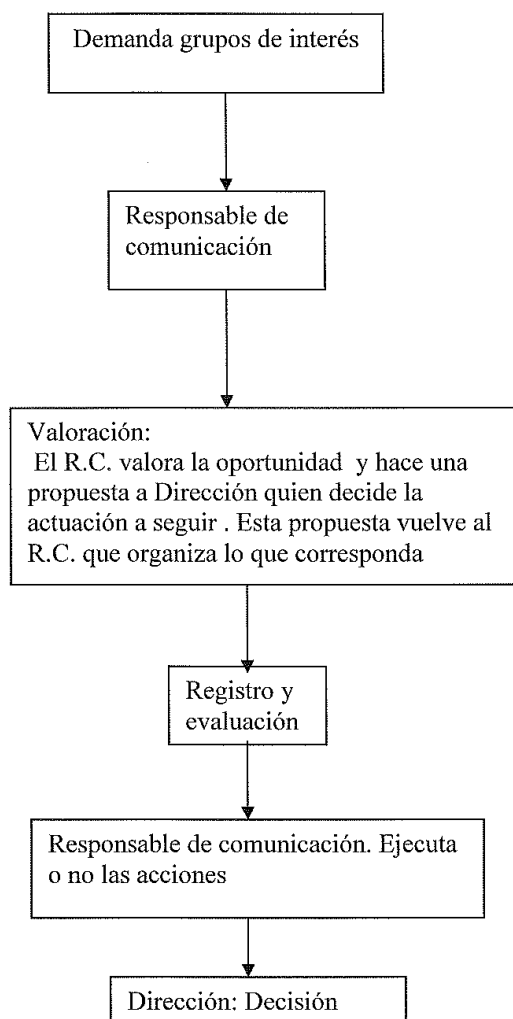 Demanda grupos de interés
Responsable de
comunicación
Valoración:
El R.C. valora la oportunidad y hace una
propuesta a Dirección quien decide la
actuación a seguir . Esta propuesta vuelve al
R.C. que organiza lo que corresponda
Registro y
evaluación
Responsable de comunicación. Ejecuta
o no las acciones
Dirección: Decisión